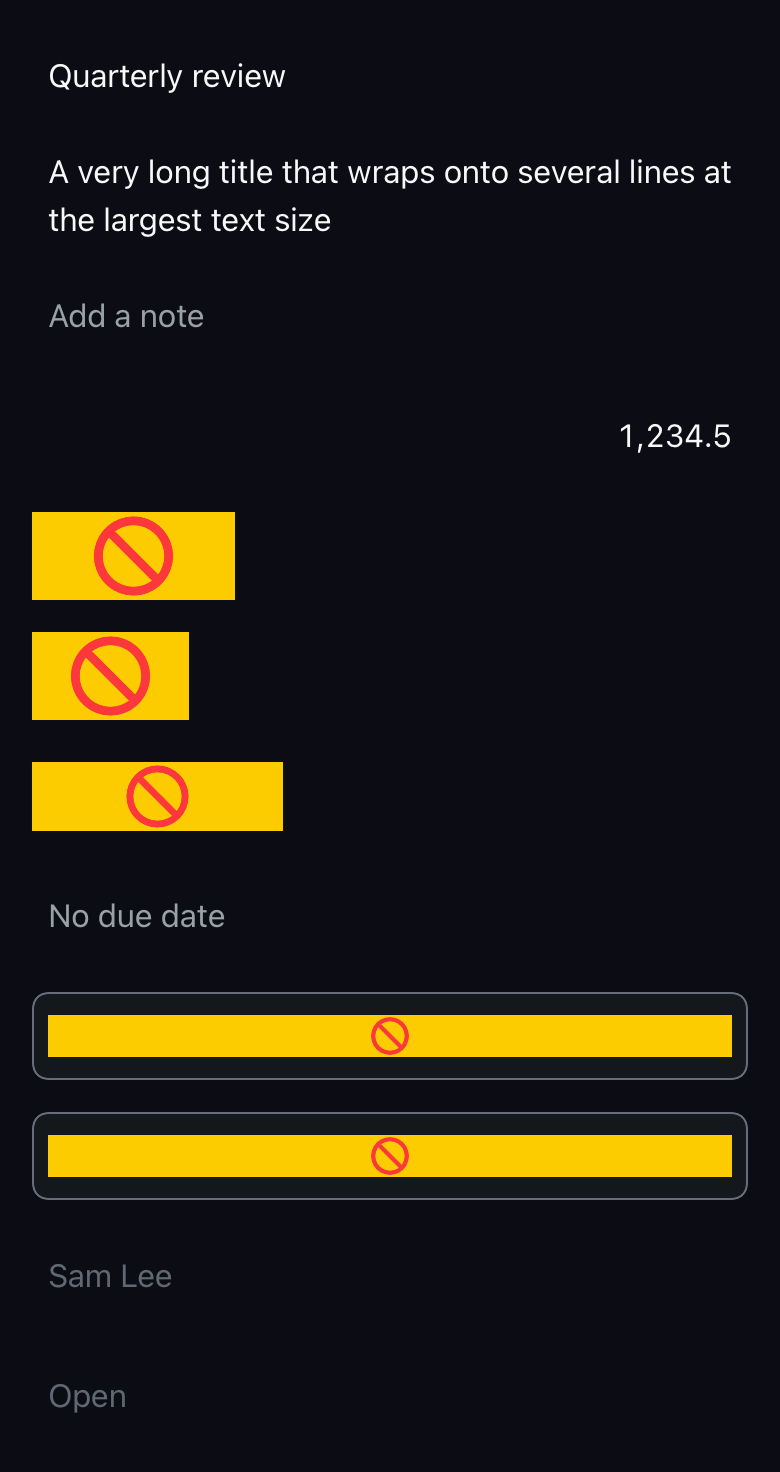 Quarterly review
A very long title that wraps onto several lines at
the largest text size
Add a note
1,234.5
No due date
Sam Lee
Open